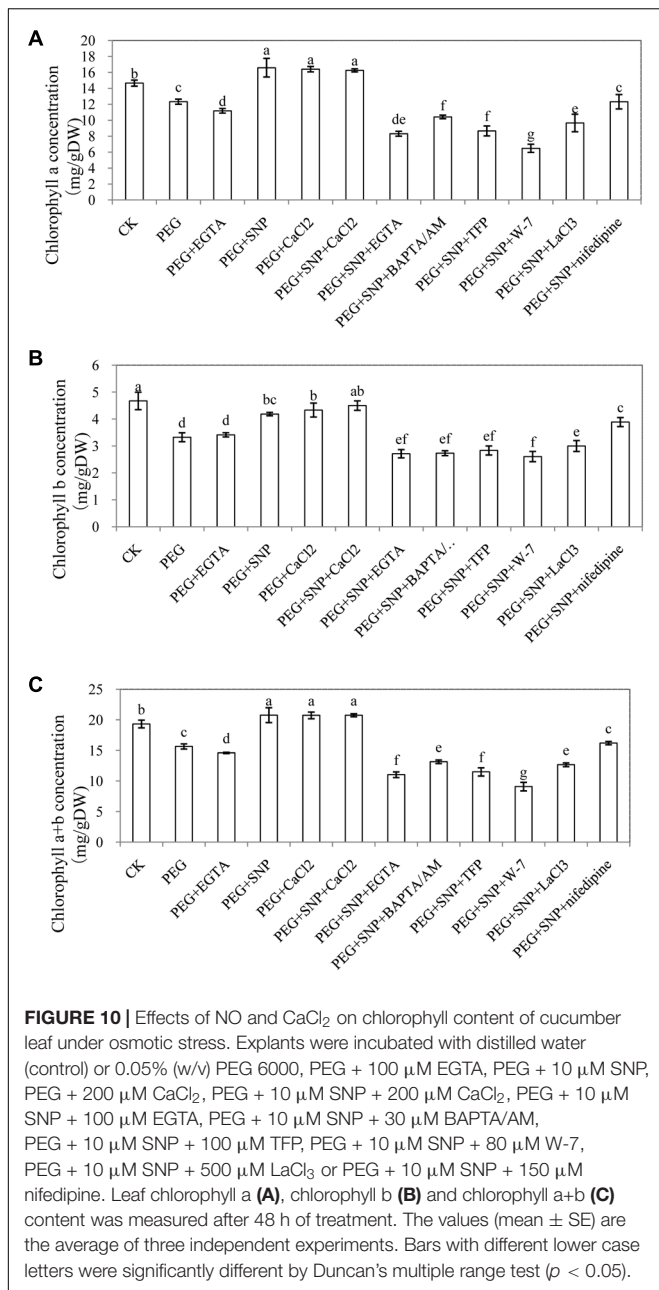 A
Chlorophyll a concentration
(mg/gDW)
20
18
16
14
12
10
8
6
4
2
0
b
c
d
a
a
a
de
f
f
g
e
c
CK
PEG
PEG+EGTA
PEG+SNP
PEG+CaCl2
PEG+SNP+CaCl2
PEG+SNP+EGTA
PEG+SNP+BAPTA/AM
PEG+SNP+TFP
PEG+SNP+W-7
PEG+SNP+LaCl3
PEG+SNP+nifedipine
B
Chlorophyll b concentration
(mg/gDW)
6
5
4
3
2
1
0
a
d
d
bc
b
ab
ef
ef
ef
f
e
c
CK
PEG
PEG+EGTA
PEG+SNP
PEG+CaCl2
PEG+SNP+CaCl2
PEG+SNP+EGTA
PEG+SNP+BAPTA/..
PEG+SNP+TFP
PEG+SNP+W-7
PEG+SNP+LaCl3
PEG+SNP+nifedipine
C
Chlorophyll a+b concentration
(mg/gDW)
25
20
15
10
5
0
b
c
d
a
a
a
f
e
f
g
e
c
CK
PEG
PEG+EGTA
PEG+SNP
PEG+CaCl2
PEG+SNP+CaCl2
PEG+SNP+EGTA
PEG+SNP+BAPTA/AM
PEG+SNP+TFP
PEG+SNP+W-7
PEG+SNP+LaCl3
PEG+SNP+nifedipine
FIGURE 10 | Effects of NO and CaCl₂ on chlorophyll content of cucumber
leaf under osmotic stress. Explants were incubated with distilled water
(control) or 0.05% (w/v) PEG 6000, PEG + 100 μM EGTA, PEG + 10 μM SNP,
PEG + 200 μM CaCl₂, PEG + 10 μM SNP + 200 μM CaCl₂, PEG + 10 μM
SNP + 100 μM EGTA, PEG + 10 μM SNP + 30 μM BAPTA/AM,
PEG + 10 μM SNP + 100 μM TFP, PEG + 10 μM SNP + 80 μM W-7,
PEG + 10 μM SNP + 500 μM LaCl₃ or PEG + 10 μM SNP + 150 μM
nifedipine. Leaf chlorophyll a (A), chlorophyll b (B) and chlorophyll a+b (C)
content was measured after 48 h of treatment. The values (mean ± SE) are
the average of three independent experiments. Bars with different lower case
letters were significantly different by Duncan's multiple range test (p < 0.05).